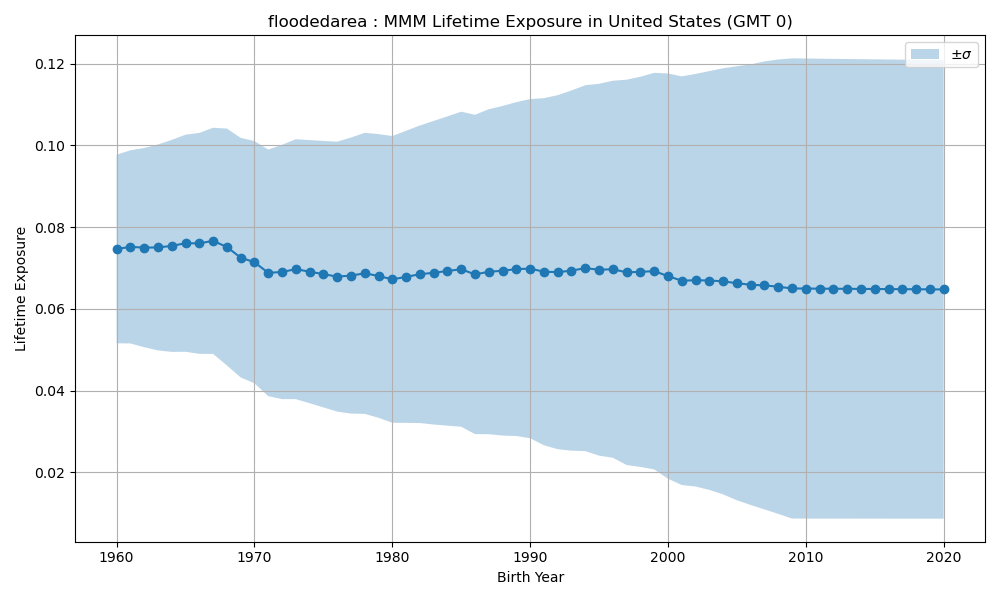 floodedarea : MMM Lifetime Exposure in United States (GMT 0)
±σ
Lifetime Exposure
0.12
0.10
0.08
0.06
0.04
0.02
1960 1970 1980 1990 2000 2010 2020
Birth Year